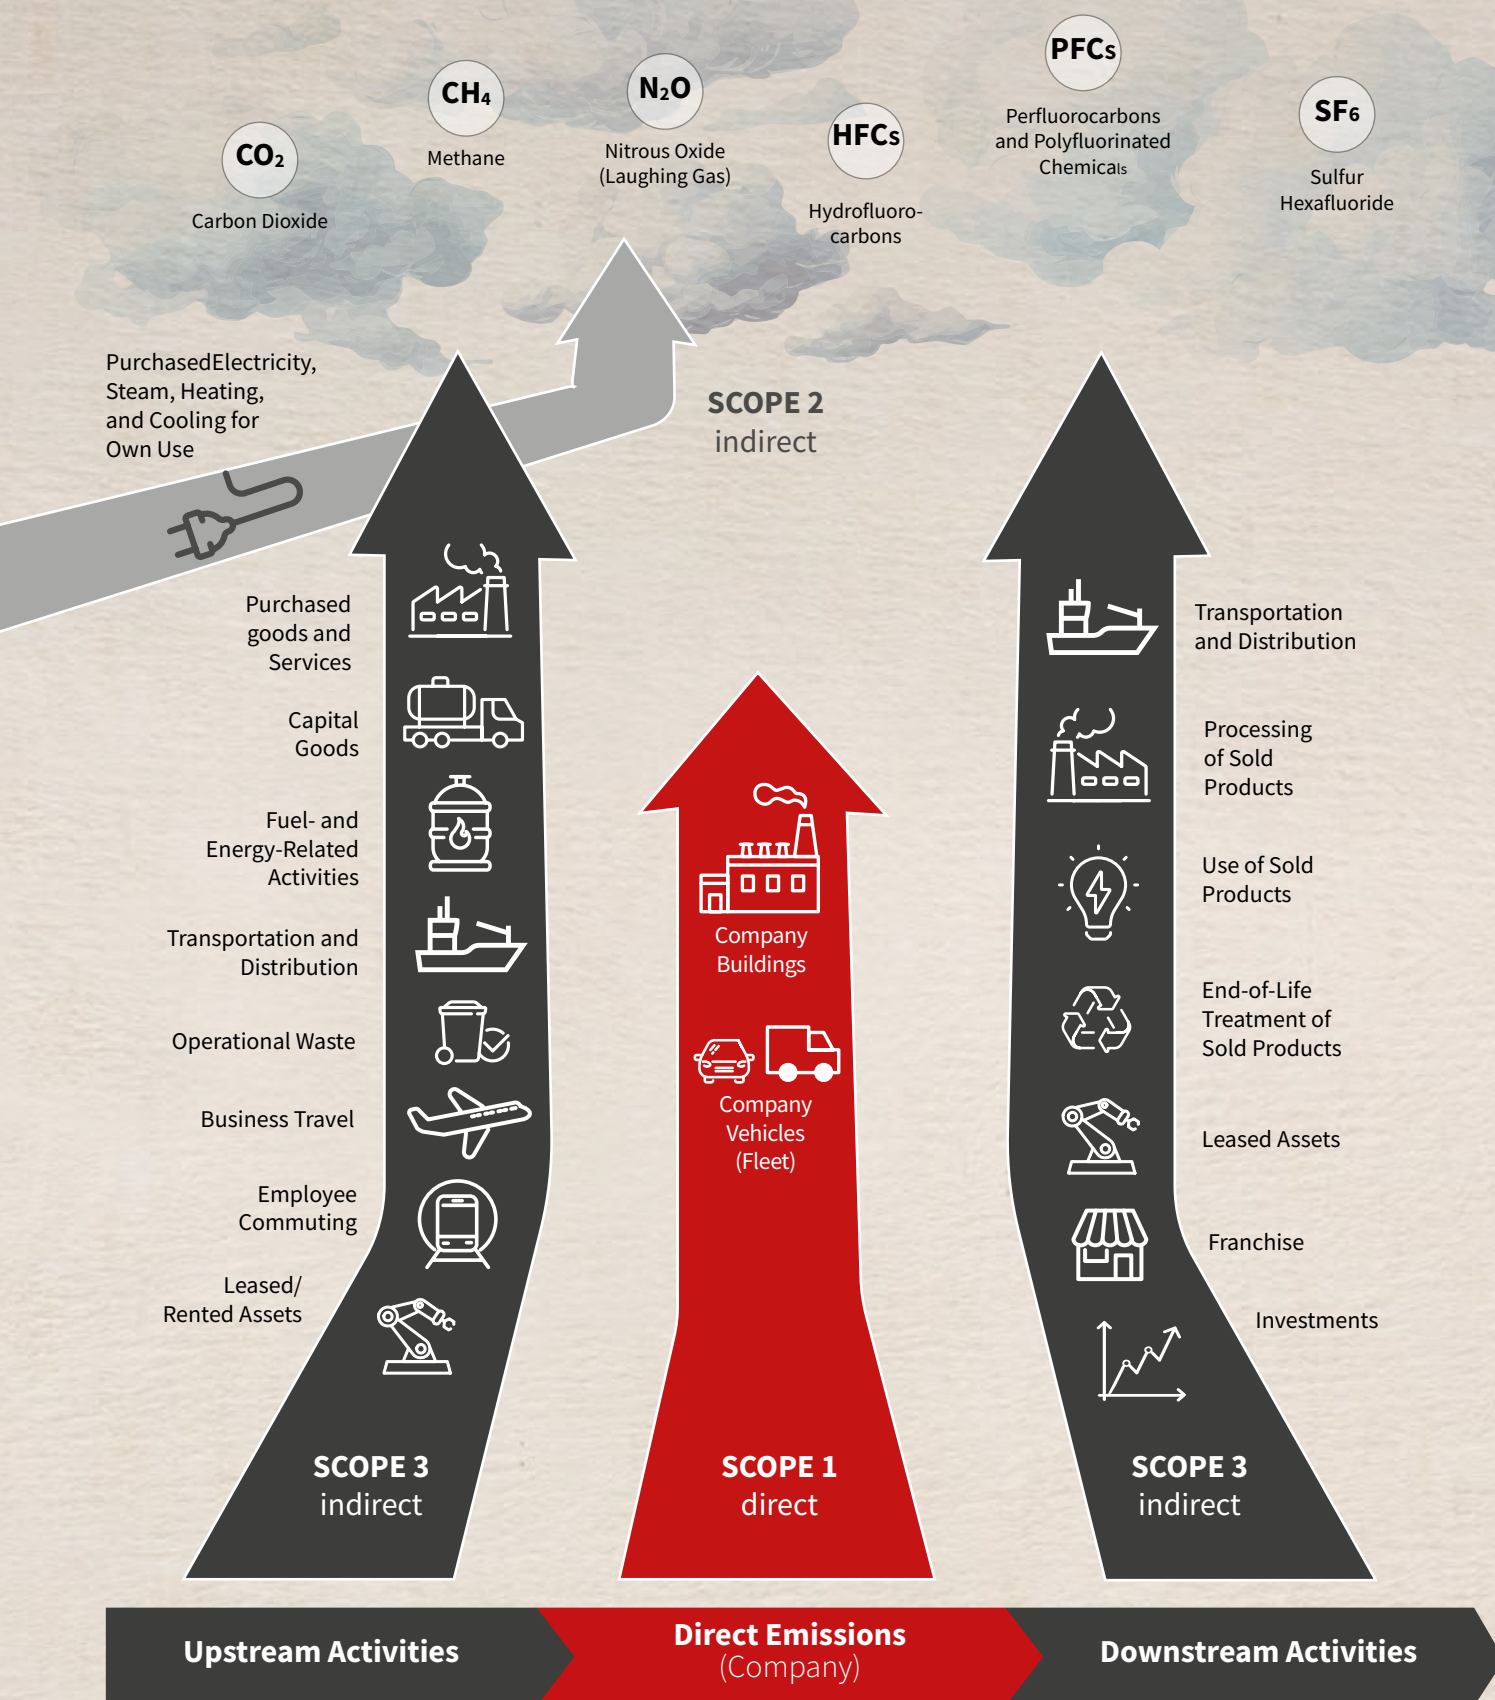 CO2
Carbon Dioxide
CH4
Methane
N2O
Nitrous Oxide
(Laughing Gas)
HFCs
Hydrofluoro-
carbons
PFCs
Perfluorocarbons
and Polyfluorinated
Chemicals
SF6
Sulfur
Hexafluoride
PurchasedElectricity,
Steam, Heating,
and Cooling for
Own Use
SCOPE 2
indirect
Purchased
goods and
Services
Capital
Goods
Fuel- and
Energy-Related
Activities
Transportation and
Distribution
Operational Waste
Business Travel
Employee
Commuting
Leased/
Rented Assets
SCOPE 3
indirect
Company
Buildings
Company
Vehicles
(Fleet)
SCOPE 1
direct
Transportation
and Distribution
Processing
of Sold
Products
Use of Sold
Products
End-of-Life
Treatment of
Sold Products
Leased Assets
Franchise
Investments
SCOPE 3
indirect
Upstream Activities
Direct Emissions
(Company)
Downstream Activities